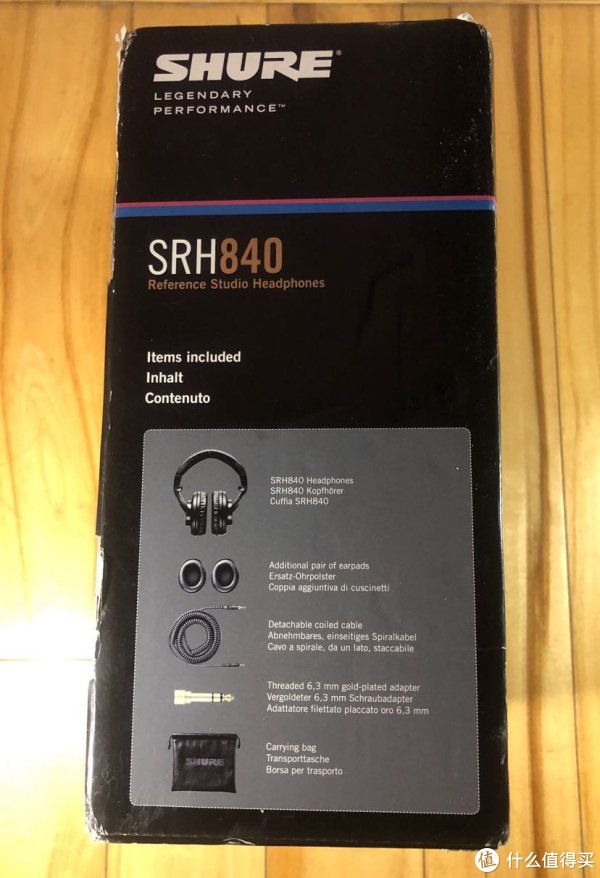 SHURE®
LEGENDARY
PERFORMANCE™
SRH840
Reference Studio Headphones
Items included
Inhalt
Contenuto
SRH840 Headphones
SRH840 Kopfhörer
Cuffia SRH840
Additional pair of earpads
Ersatz-Ohrpolster
Coppia aggiuntiva di cuscinetti
Detachable coiled cable
Abnehmbares, einseitiges Spiralkabel
Cavo a spirale, da un lato, staccabile
Threaded 6,3 mm gold-plated adapter
Vergoldeter 6,3 mm Schraubadapter
Adattatore filettato placcato oro 6,3 mm
SHURE
Carrying bag
Transporttasche
Borsa per trasporto
值 什么值得买